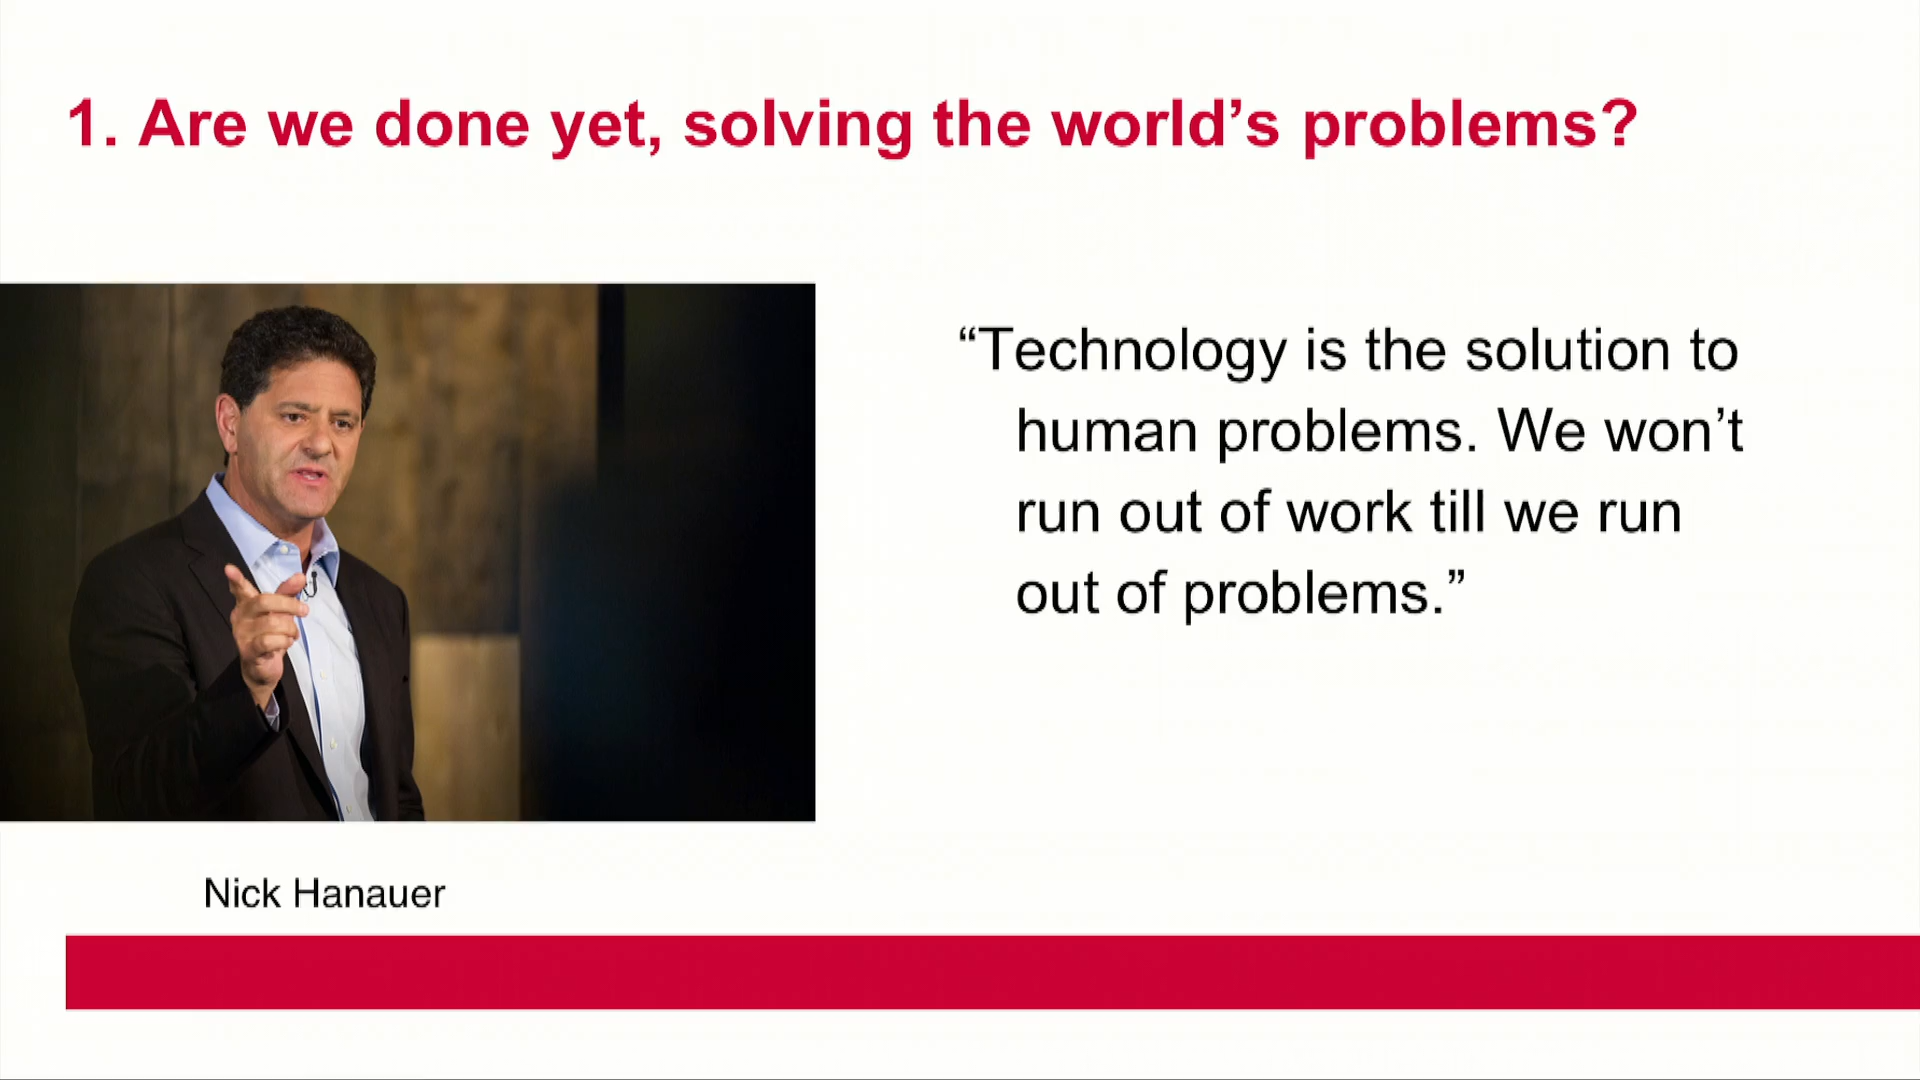 1. Are we done yet, solving the world’s problems?
“Technology is the solution to
human problems. We won’t
run out of work till we run
out of problems.”
Nick Hanauer